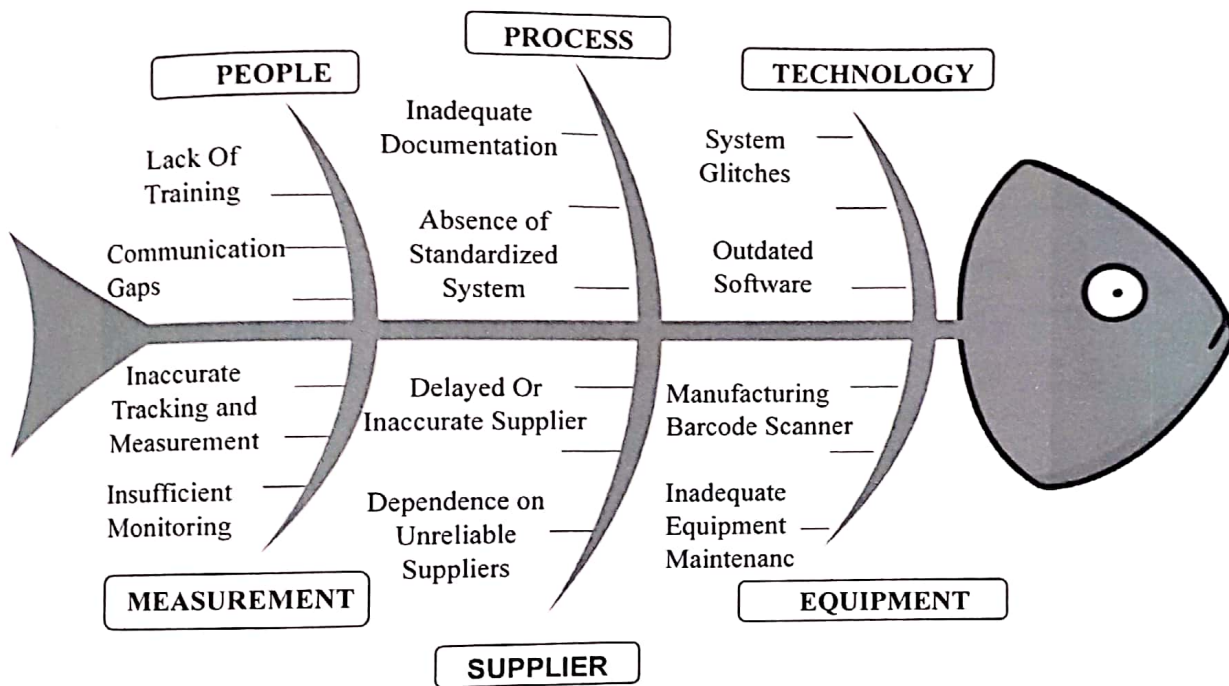 PEOPLE
PROCESS
TECHNOLOGY
Lack Of
Training
Communication
Gaps
Inadequate
Documentation
Absence of
Standardized
System
System
Glitches
Outdated
Software
Inaccurate
Tracking and
Measurement
Insufficient
Monitoring
Delayed Or
Inaccurate Supplier
Dependence on
Unreliable
Suppliers
Manufacturing
Barcode Scanner
Inadequate
Equipment
Maintenanc
MEASUREMENT
SUPPLIER
EQUIPMENT